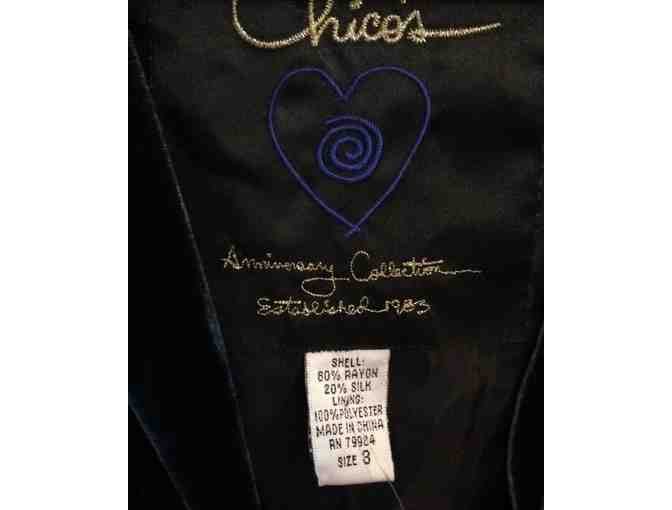 Chico's
Anniversary Collection
Established 1983
SHELL:
80% RAYON
20% SILK
LINING:
100% POLYESTER
MADE IN CHINA
RN 79924
SIZE 3